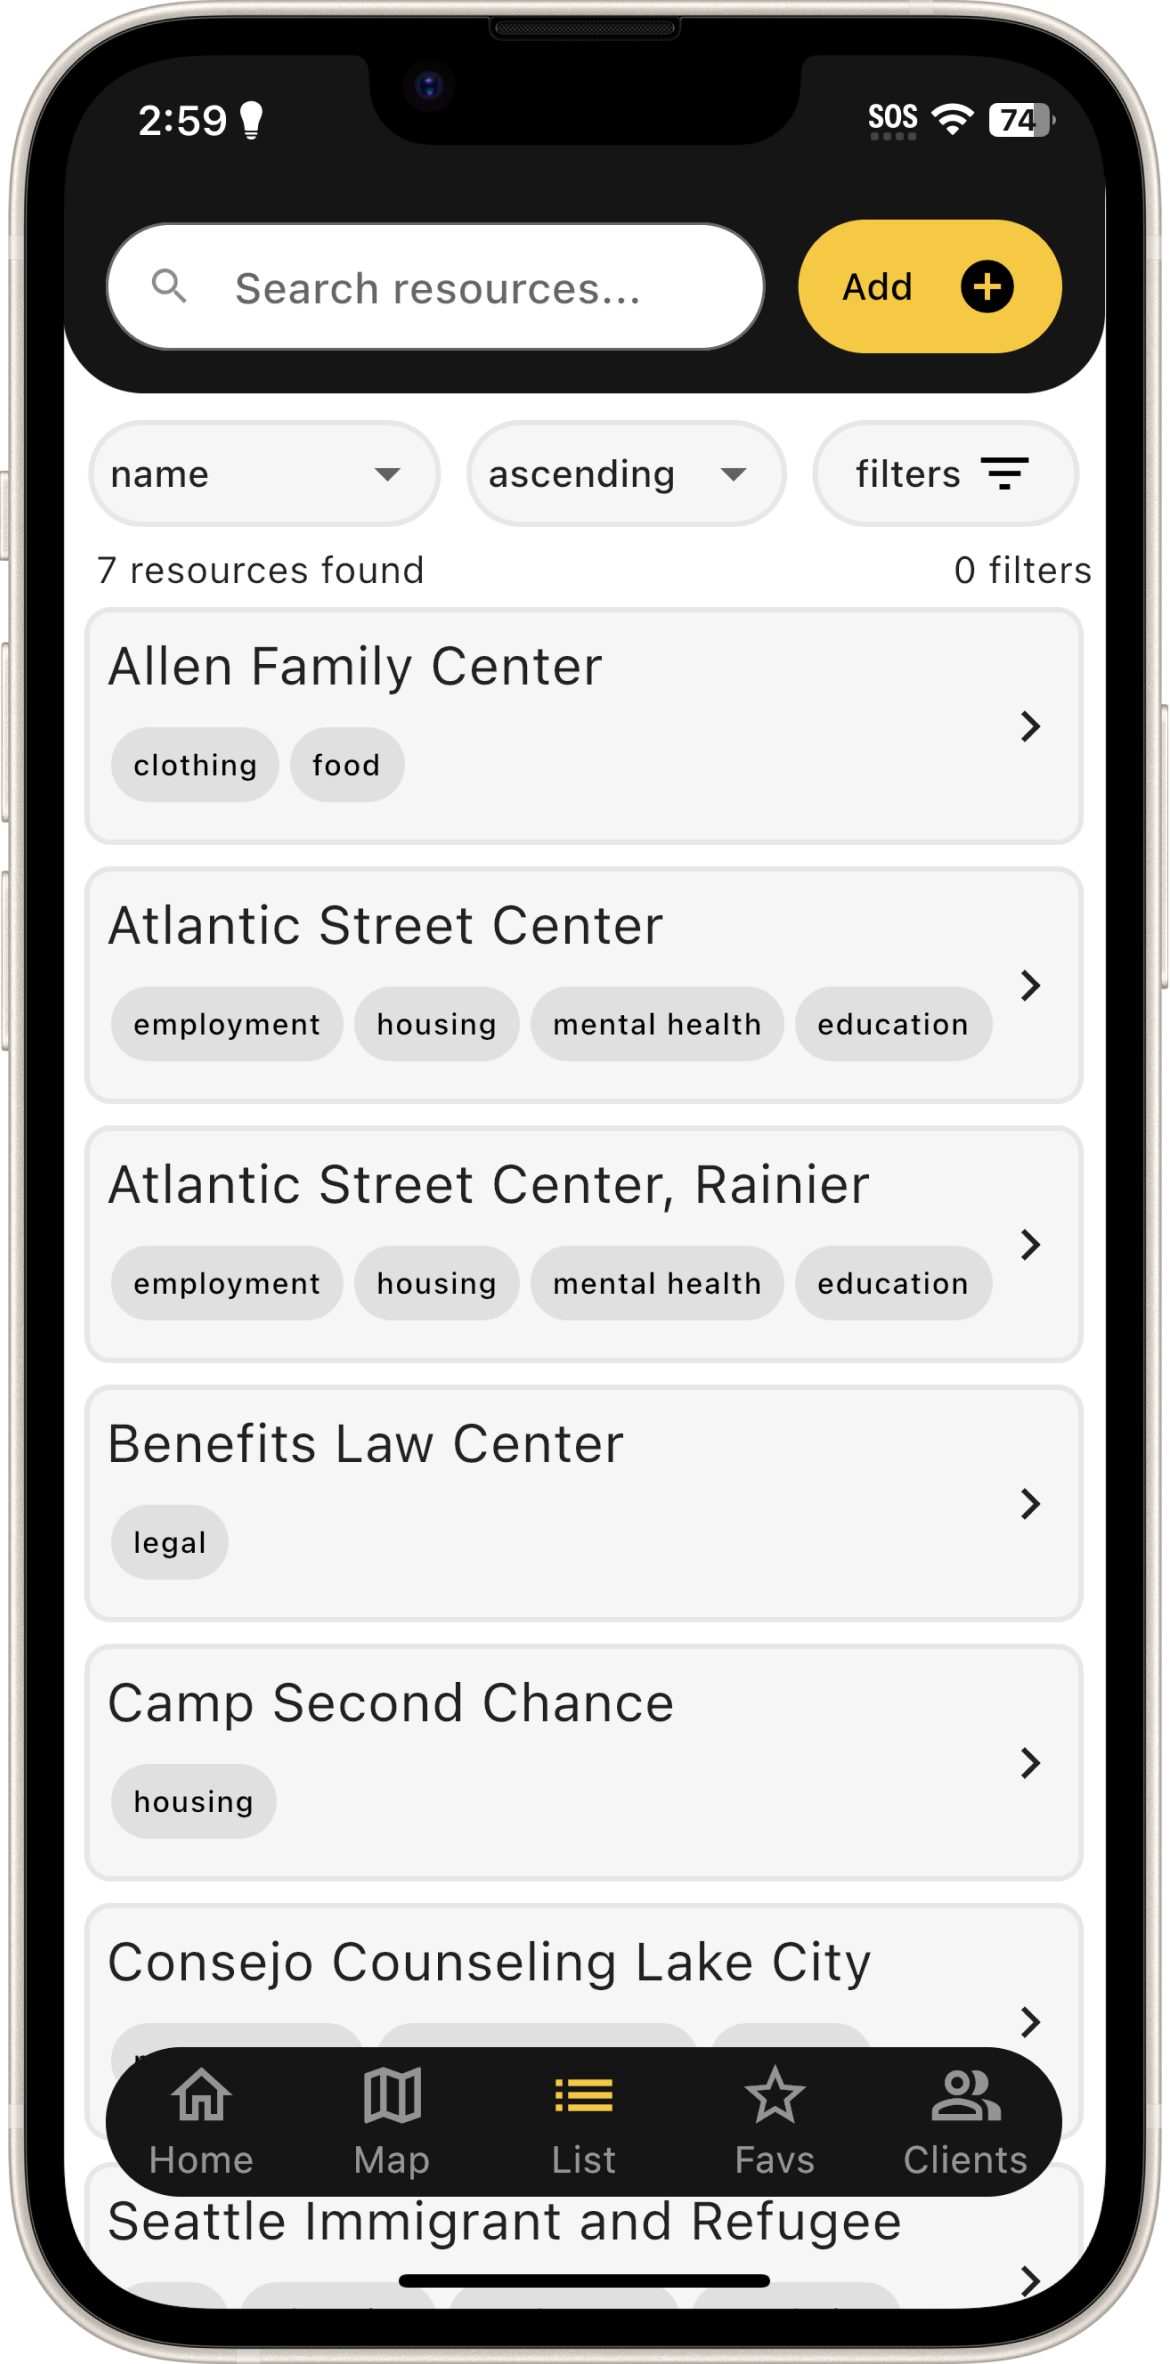 2:59 SOS 74
Search resources...
Add
name ascending filters
7 resources found 0 filters
Allen Family Center
clothing food
Atlantic Street Center
employment housing mental health education
Atlantic Street Center, Rainier
employment housing mental health education
Benefits Law Center
legal
Camp Second Chance
housing
Consejo Counseling Lake City
Home Map List Favs Clients
Seattle Immigrant and Refugee